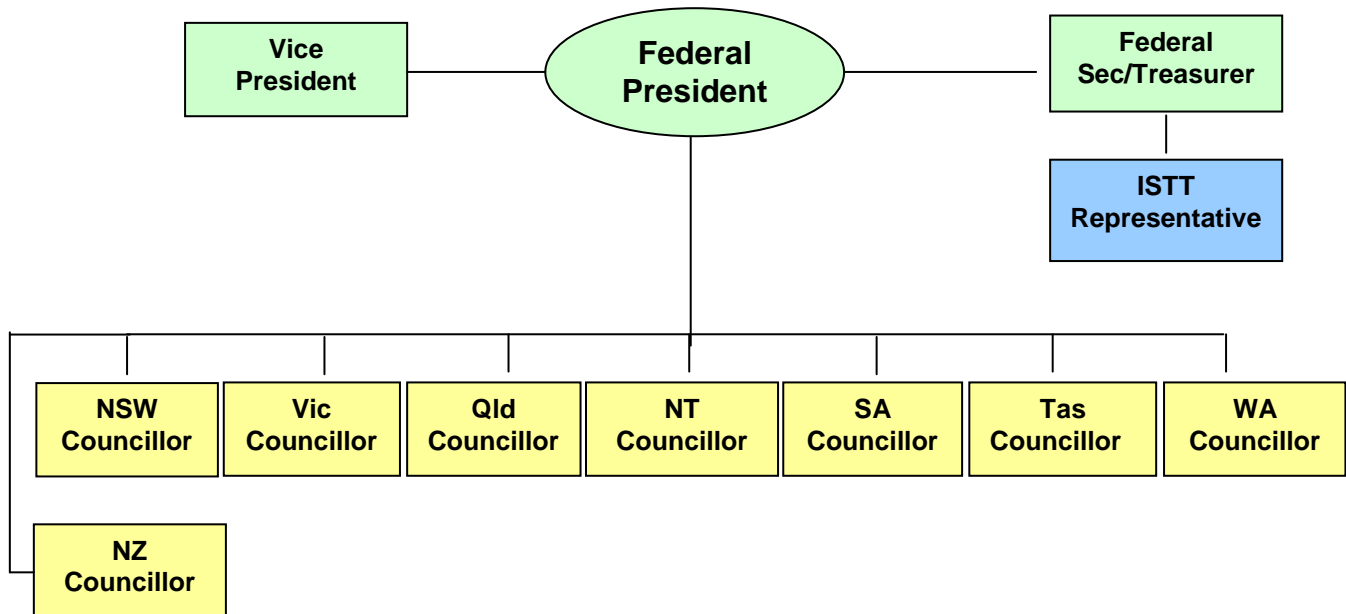 Vice
President
Federal
President
Federal
Sec/Treasurer
ISTT
Representative
NSW
Councillor
Vic
Councillor
Qld
Councillor
NT
Councillor
SA
Councillor
Tas
Councillor
WA
Councillor
NZ
Councillor